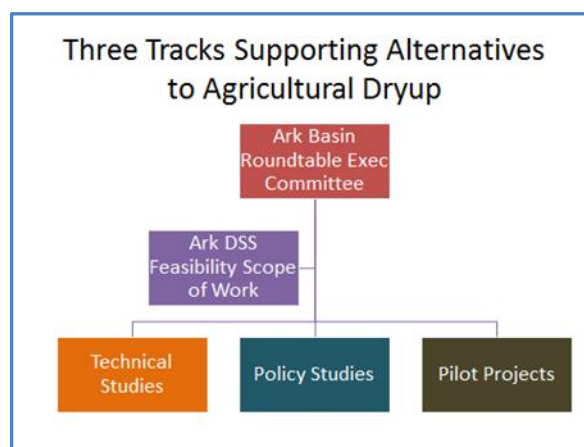 Three Tracks Supporting Alternatives
to Agricultural Dryup
Ark Basin
Roundtable Exec
Committee
Ark DSS
Feasibility Scope
of Work
Technical
Studies
Policy Studies
Pilot Projects